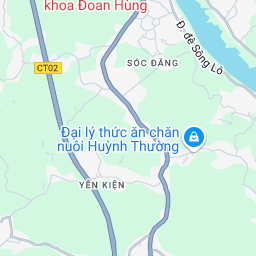 khoa Đoan Hùng
Đ. đê Sông Lô
SÓC ĐĂNG
CT02
Đại lý thức ăn chăn
nuôi Huỳnh Thưởng
YÊN KIỆN